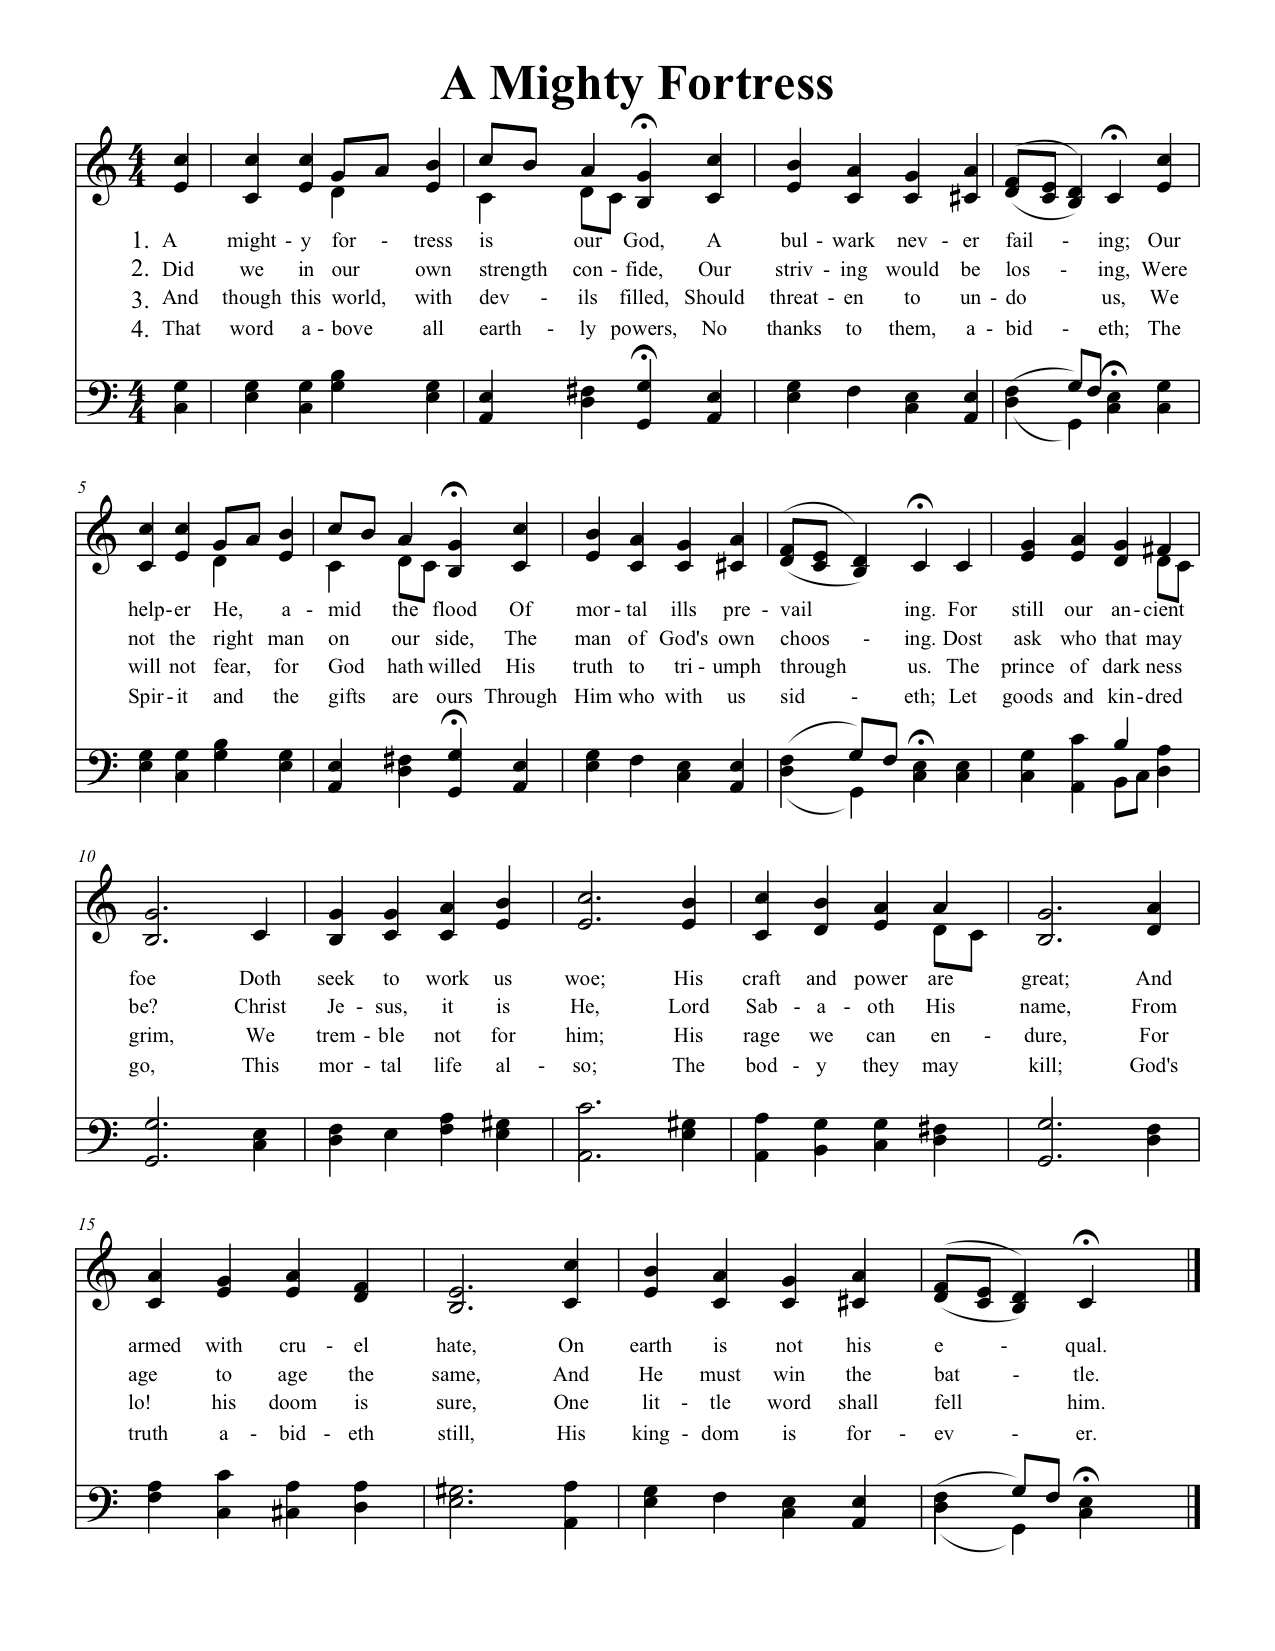 A Mighty Fortress
1. A might - y for - tress is our God, A bul - wark nev - er fail - ing; Our
2. Did we in our own strength con - fide, Our striv - ing would be los - ing, Were
3. And though this world, with dev - ils filled, Should threat - en to un - do us, We
4. That word a - bove all earth - ly powers, No thanks to them, a - bid - eth; The
5
help - er He, a - mid the flood Of mor - tal ills pre - vail ing. For still our an - cient
not the right man on our side, The man of God's own choos - ing. Dost ask who that may
will not fear, for God hath willed His truth to tri - umph through us. The prince of dark ness
Spir - it and the gifts are ours Through Him who with us sid - eth; Let goods and kin - dred
10
foe Doth seek to work us woe; His craft and power are great; And
be? Christ Je - sus, it is He, Lord Sab - a - oth His name, From
grim, We trem - ble not for him; His rage we can en - dure, For
go, This mor - tal life al - so; The bod - y they may kill; God's
15
armed with cru - el hate, On earth is not his e - qual.
age to age the same, And He must win the bat - tle.
lo! his doom is sure, One lit - tle word shall fell him.
truth a - bid - eth still, His king - dom is for - ev - er.